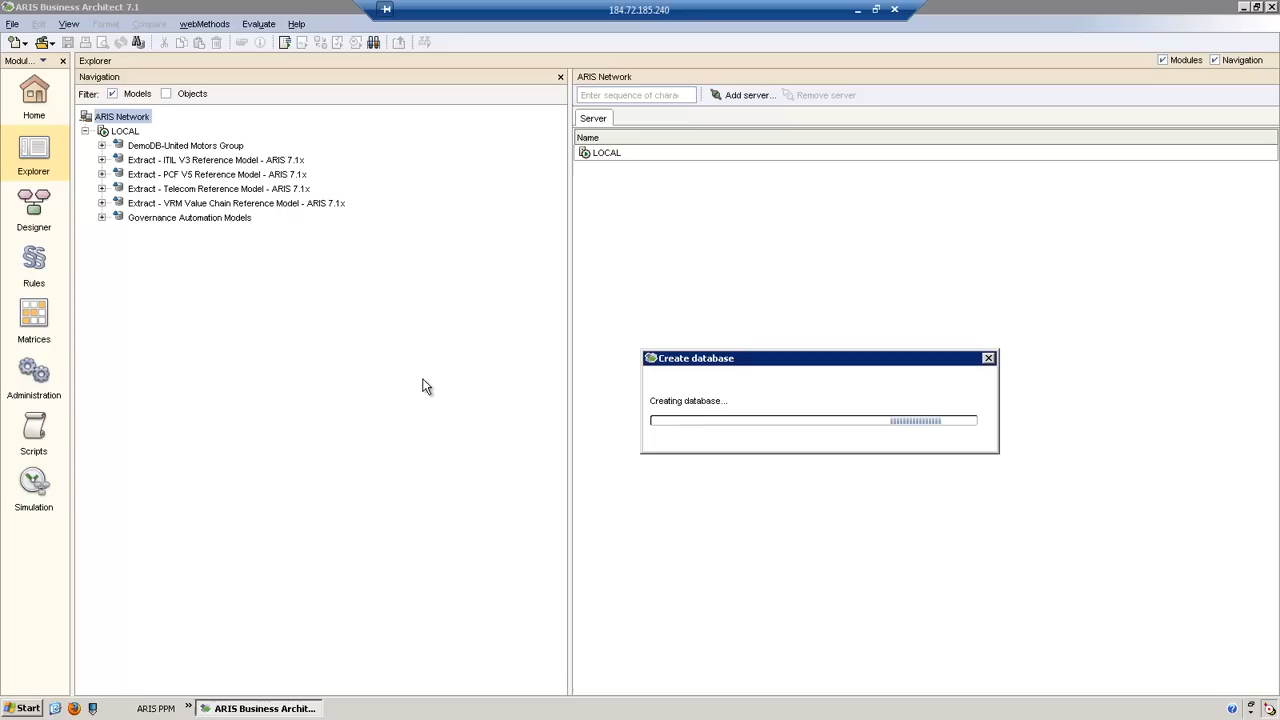 ARIS Business Architect 7.1
184.72.185.240
File Edit View Format Compare webMethods Evaluate Help
Modul...
Explorer
Modules
Navigation
Navigation
ARIS Network
Filter:
Models
Objects
Enter sequence of chara
Add server...
Remove server
Home
Explorer
Designer
Rules
Matrices
Administration
Scripts
Simulation
ARIS Network
LOCAL
DemoDB-United Motors Group
Extract - ITIL V3 Reference Model - ARIS 7.1x
Extract - PCF V5 Reference Model - ARIS 7.1x
Extract - Telecom Reference Model - ARIS 7.1x
Extract - VRM Value Chain Reference Model - ARIS 7.1x
Governance Automation Models
Server
Name
LOCAL
Create database
Creating database...
Start
ARIS PPM
»
ARIS Business Archit...